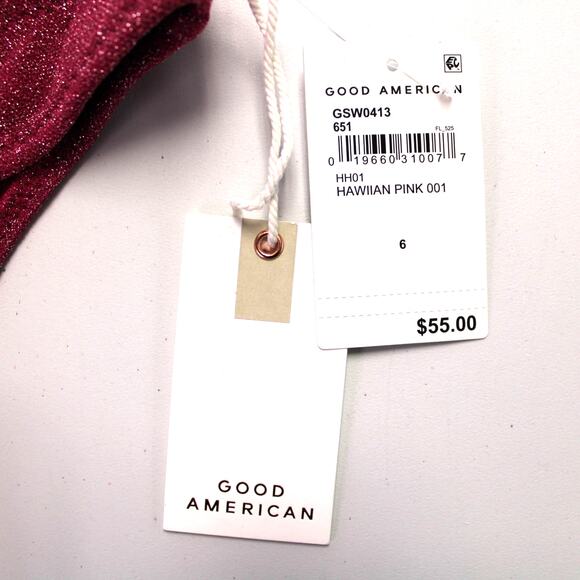 GOOD AMERICAN
GSW0413
651
FL_525
0 19660 31007 7
HH01
HAWIIAN PINK 001
6
$55.00
GOOD
AMERICAN